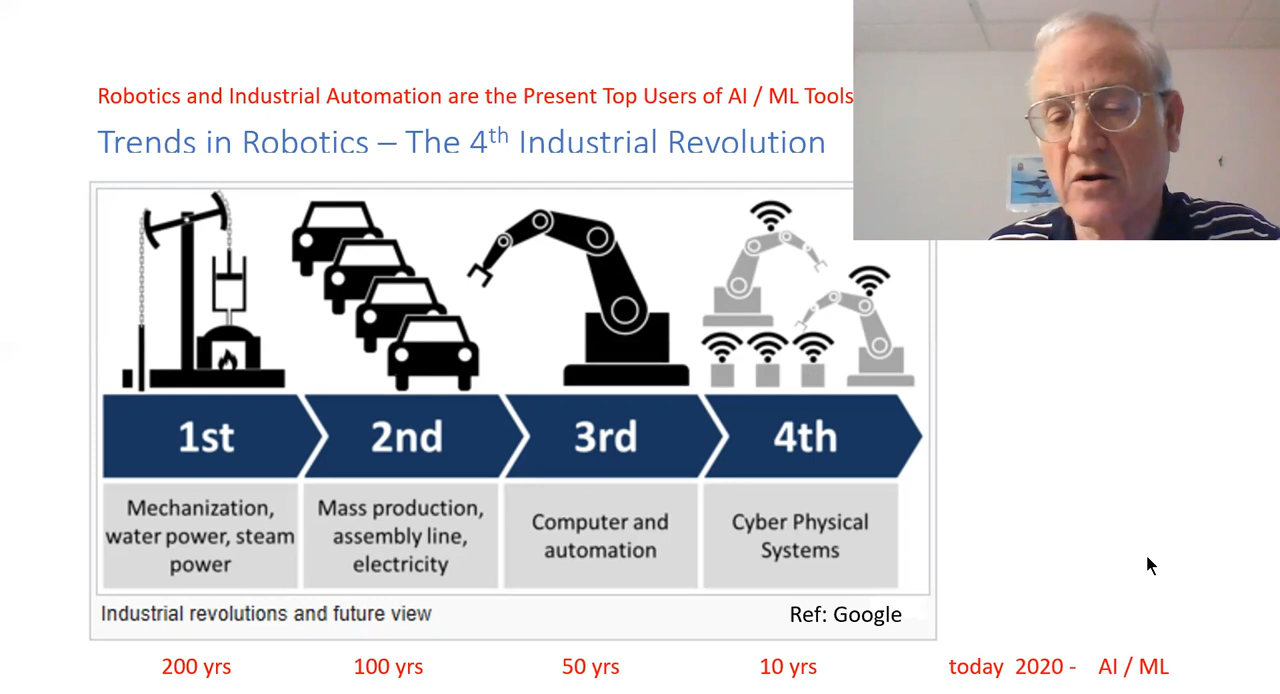 Robotics and Industrial Automation are the Present Top Users of AI / ML Tools
Trends in Robotics – The 4th Industrial Revolution
1st
2nd
3rd
4th
Mechanization,
water power, steam
power
Mass production,
assembly line,
electricity
Computer and
automation
Cyber Physical
Systems
Industrial revolutions and future view
Ref: Google
200 yrs
100 yrs
50 yrs
10 yrs
today 2020 - AI / ML